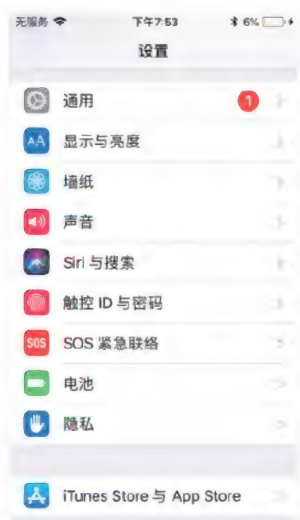 无服务 下午7:53 6%
设置
通用 1
AA 显示与亮度
墙纸
声音
Siri 与搜索
触控 ID 与密码
SOS SOS 紧急联络
电池
隐私
iTunes Store 与 App Store